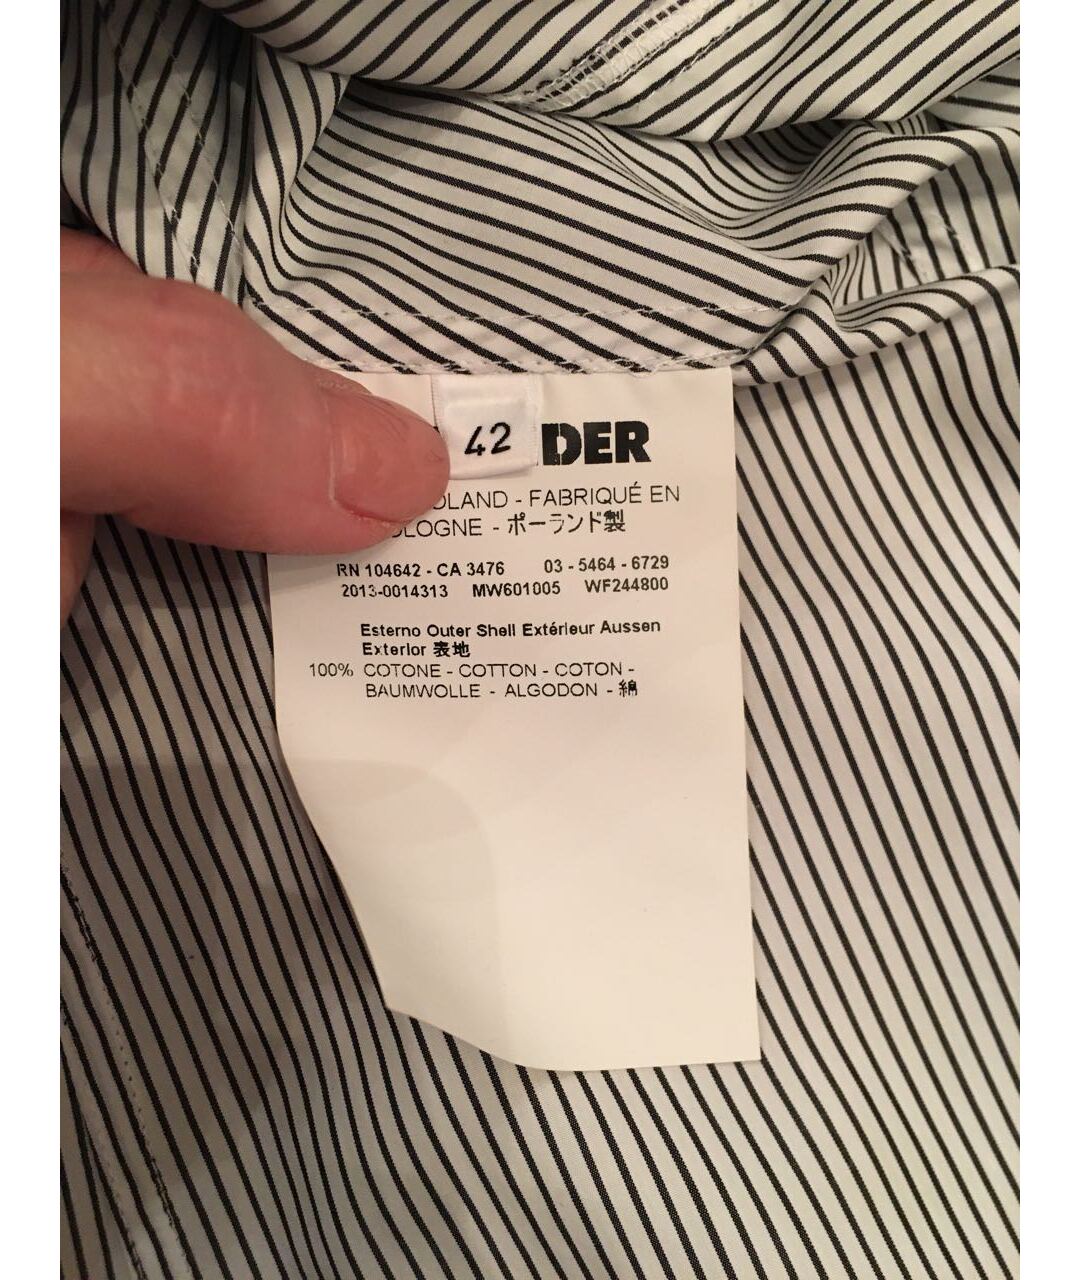 42
DER
OLAND - FABRIQUÉ EN
OLOGNE - ポーランド製
RN 104642 - CA 3476 03 - 5464 - 6729
2013-0014313 MW601005 WF244800
Esterno Outer Shell Extérieur Aussen
Exterior 表地
100% COTONE - COTTON - COTON -
BAUMWOLLE - ALGODON - 綿